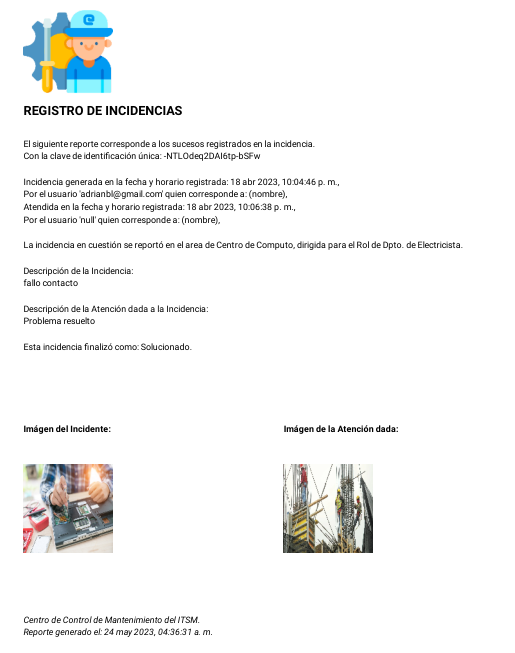 REGISTRO DE INCIDENCIAS
El siguiente reporte corresponde a los sucesos registrados en la incidencia.
Con la clave de identificación única: -NTLOdeq2DAI6tp-bSFw
Incidencia generada en la fecha y horario registrada: 18 abr 2023, 10:04:46 p. m.,
Por el usuario 'adrianbl@gmail.com' quien corresponde a: (nombre),
Atendida en la fecha y horario registrada: 18 abr 2023, 10:06:38 p. m.,
Por el usuario 'null' quien corresponde a: (nombre),
La incidencia en cuestión se reportó en el area de Centro de Computo, dirigida para el Rol de Dpto. de Electricista.
Descripción de la Incidencia:
fallo contacto
Descripción de la Atención dada a la Incidencia:
Problema resuelto
Esta incidencia finalizó como: Solucionado.
Imágen del Incidente:
Imágen de la Atención dada:
Centro de Control de Mantenimiento del ITSM.
Reporte generado el: 24 may 2023, 04:36:31 a. m.